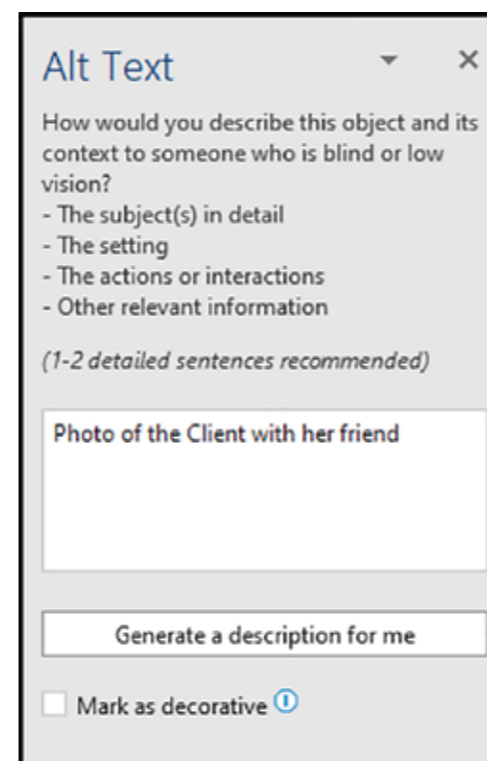 Alt Text
How would you describe this object and its
context to someone who is blind or low
vision?
- The subject(s) in detail
- The setting
- The actions or interactions
- Other relevant information
(1-2 detailed sentences recommended)
Photo of the Client with her friend
Generate a description for me
Mark as decorative